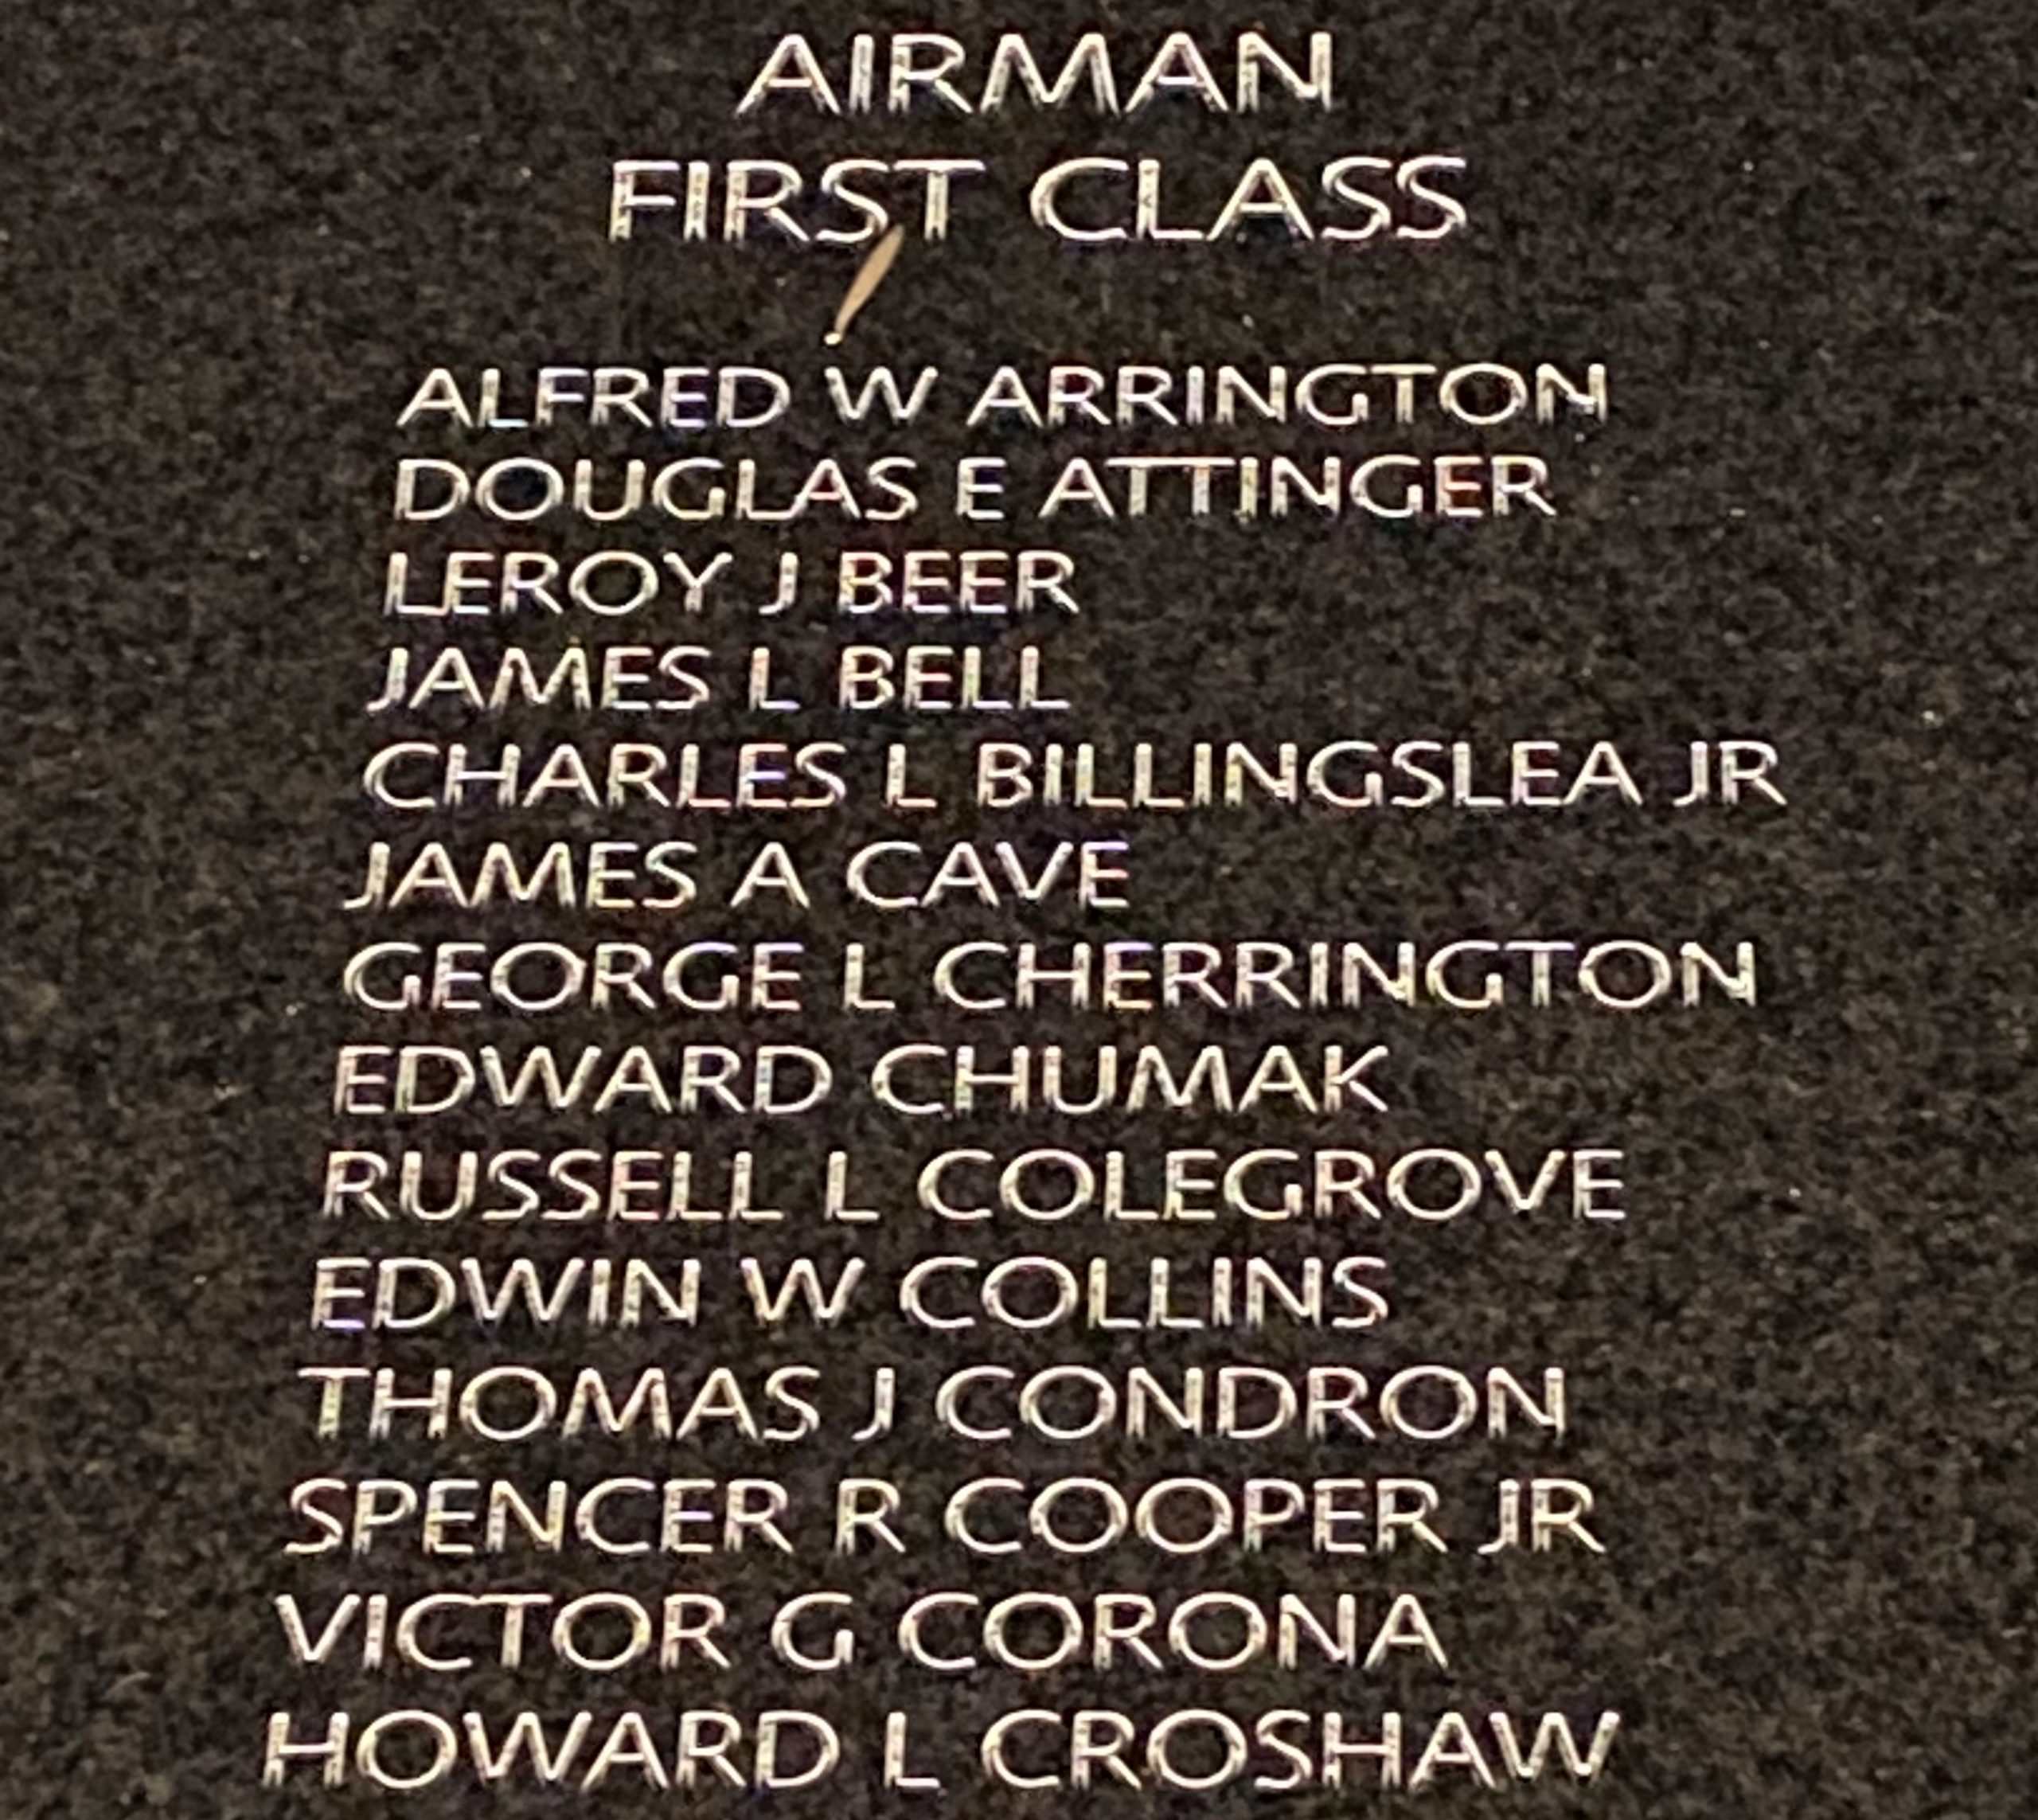 AIRMAN
FIRST CLASS
ALFRED W ARRINGTON
DOUGLAS E ATTINGER
LEROY J BEER
JAMES L BELL
CHARLES L BILLINGSLEA JR
JAMES A CAVE
GEORGE L CHERRINGTON
EDWARD CHUMAK
RUSSELL L COLEGROVE
EDWIN W COLLINS
THOMAS J CONDRON
SPENCER R COOPER JR
VICTOR G CORONA
HOWARD L CROSHAW